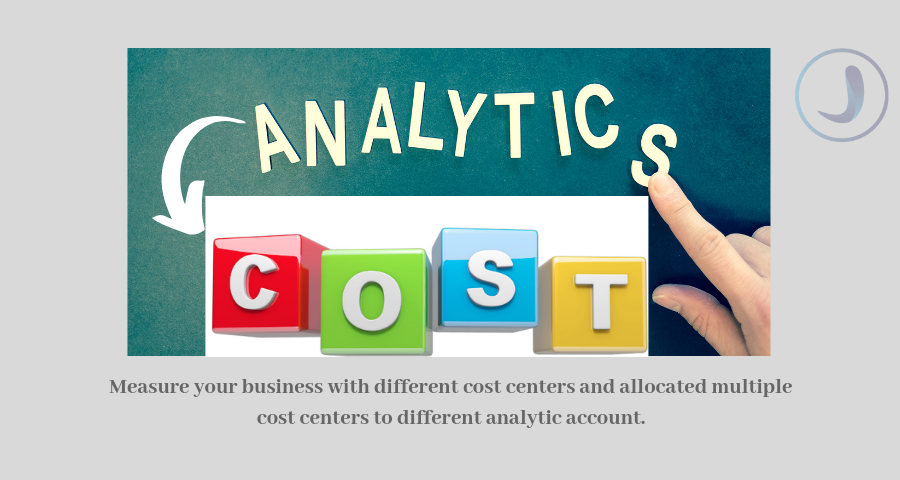 ANALYTICS
COST
Measure your business with different cost centers and allocated multiple
cost centers to different analytic account.